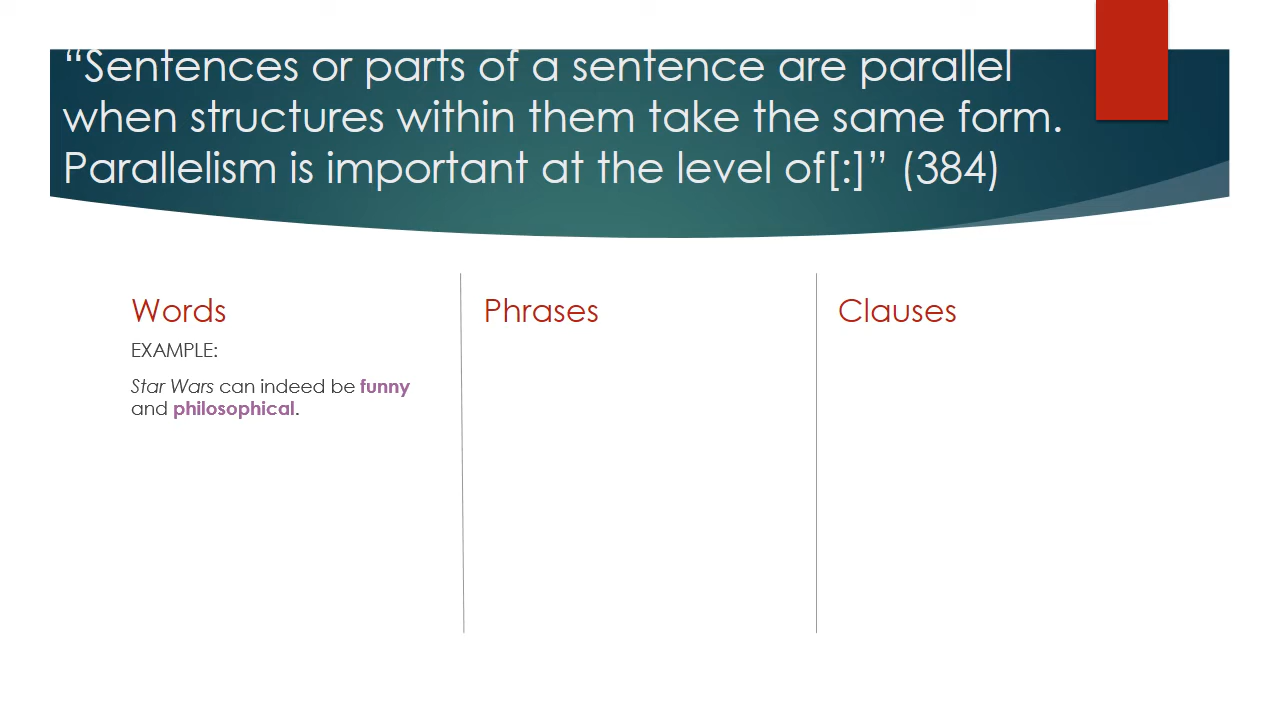 “Sentences or parts of a sentence are parallel
when structures within them take the same form.
Parallelism is important at the level of[:]” (384)
Words
EXAMPLE:
Star Wars can indeed be funny
and philosophical.
Phrases
Clauses